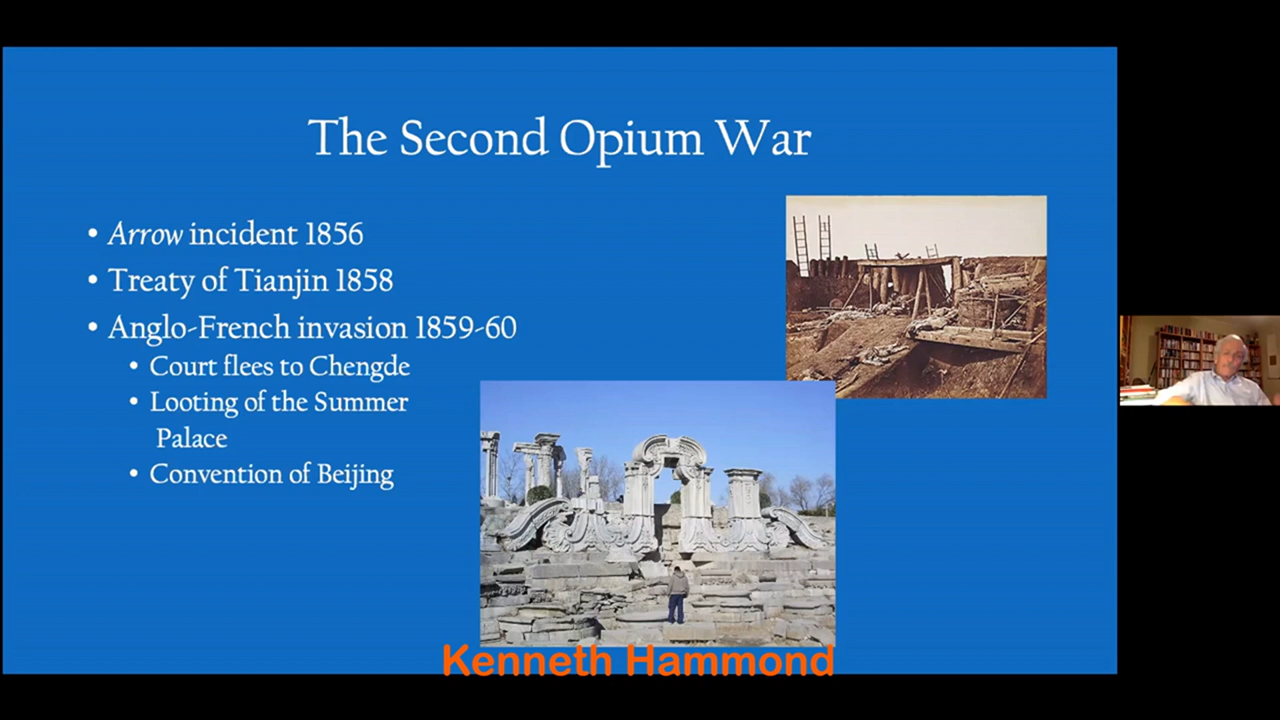 The Second Opium War
• Arrow incident 1856
• Treaty of Tianjin 1858
• Anglo-French invasion 1859-60
• Court flees to Chengde
• Looting of the Summer
Palace
• Convention of Beijing
Kenneth Hammond